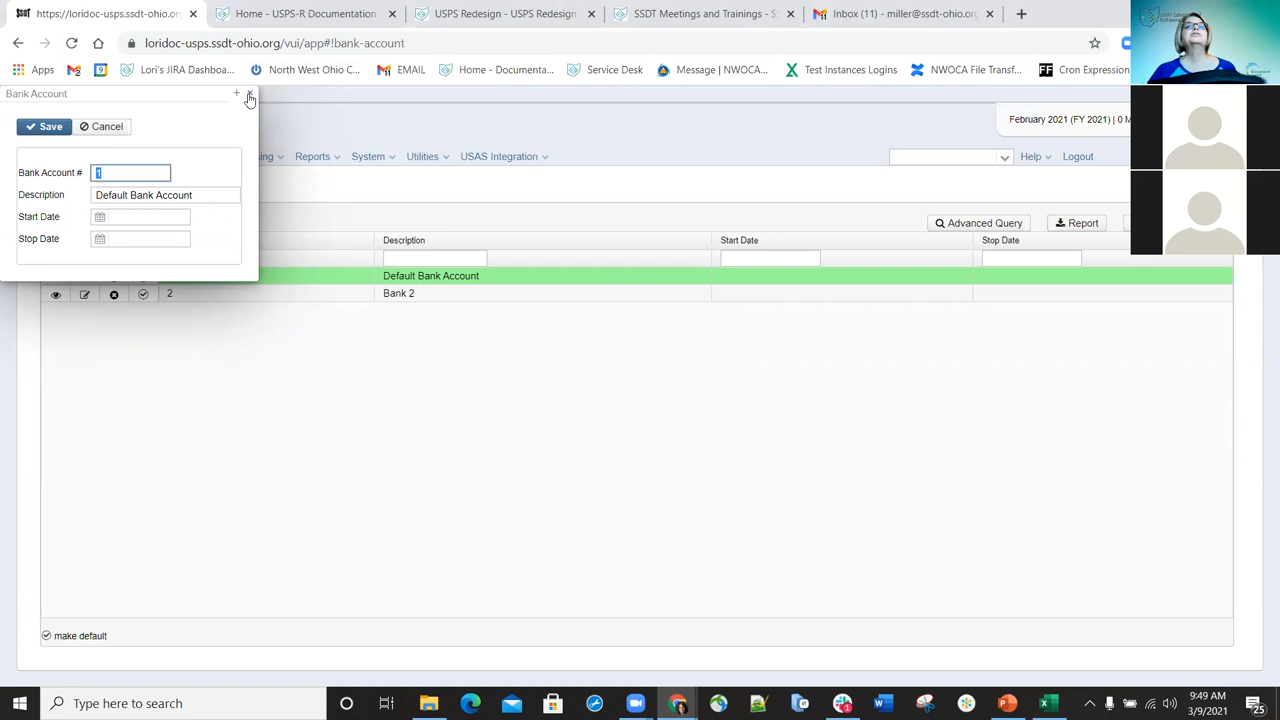 https://loridoc-usps.ssdt-ohio.org/
Home - USPS-R Documentation
USPS Redesign - USPS Redesign
SSDT Meetings and Trainings - S
Inbox (11) - miller@ssdt-ohio.org
loridoc-usps.ssdt-ohio.org/vui/app#!bank-account
Apps
Lori's JIRA Dashboa...
North West Ohio C...
EMAIL
Home - Documenta...
Service Desk
Message | NWOCA...
Test Instances Logins
NWOCA File Transf...
Cron Expression
Bank Account
Save
Cancel
Bank Account #
1
Description
Default Bank Account
Start Date
Stop Date
February 2021 (FY 2021) | 0 M
Reports
System
Utilities
USAS Integration
Help
Logout
Advanced Query
Report
Description
Start Date
Stop Date
Default Bank Account
2
Bank 2
make default
Type here to search
9:49 AM
3/9/2021
25